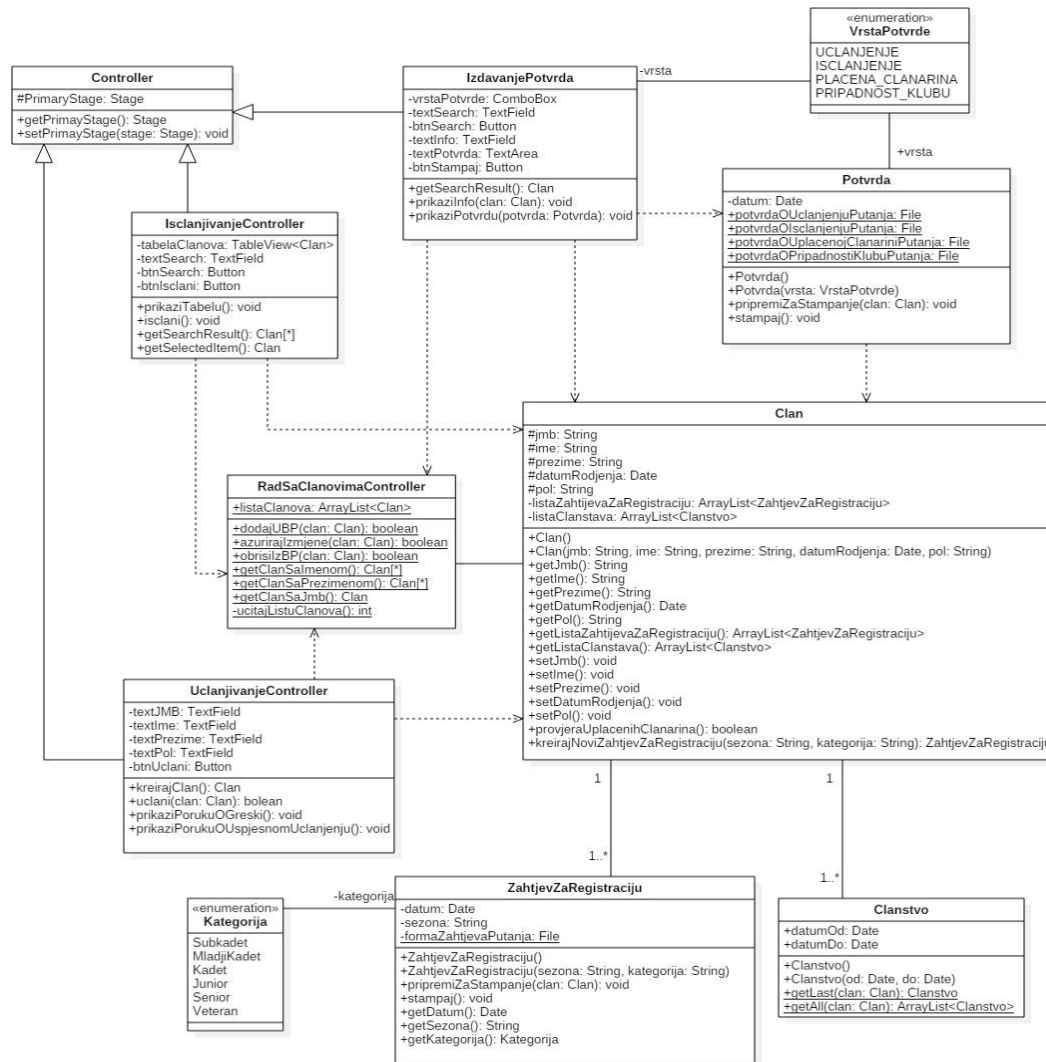 Controller
#PrimaryStage: Stage
+getPrimayStage(): Stage
+setPrimayStage(stage: Stage): void
IzdavanjePotvrda
-vrstaPotvrde: ComboBox
-textSearch: TextField
-btnSearch: Button
-textInfo: TextField
-textPotvrda: TextArea
-btnStampaj: Button
+getSearchResult(): Clan
+prikaziInfo(clan: Clan): void
+prikaziPotvrdu(potvrda: Potvrda): void
-vrsta
«enumeration»
VrstaPotvrde
UCLANJENJE
ISCLANJENJE
PLACENA_CLANARINA
PRIPADNOST_KLUBU
+vrsta
Potvrda
-datum: Date
+potvrdaOUclanjenjuPutanja: File
+potvrdaOIsclanjenjuPutanja: File
+potvrdaOUplacenojClanariniPutanja: File
+potvrdaOPripadnostiKlubuPutanja: File
+Potvrda()
+Potvrda(vrsta: VrstaPotvrde)
+pripremiZaStampanje(clan: Clan): void
+stampaj(): void
IsclanjivanjeController
-tabelaClanova: TableView<Clan>
-textSearch: TextField
-btnSearch: Button
-btnIsclani: Button
+prikaziTabelu(): void
+isclani(): void
+getSearchResult(): Clan[*]
+getSelectedItem(): Clan
Clan
#jmb: String
#ime: String
#prezime: String
#datumRodjenja: Date
#pol: String
-listaZahtijevaZaRegistraciju: ArrayList<ZahtjevZaRegistraciju>
-listaClanstava: ArrayList<Clanstvo>
+Clan()
+Clan(jmb: String, ime: String, prezime: String, datumRodjenja: Date, pol: String)
+getJmb(): String
+getIme(): String
+getPrezime(): String
+getDatumRodjenja(): Date
+getPol(): String
+getListaZahtijevaZaRegistraciju(): ArrayList<ZahtjevZaRegistraciju>
+getListaClanstava(): ArrayList<Clanstvo>
+setJmb(): void
+setIme(): void
+setPrezime(): void
+setDatumRodjenja(): void
+setPol(): void
+provjeraUplacenihClanarina(): boolean
+kreirajNoviZahtjevZaRegistraciju(sezona: String, kategorija: String): ZahtjevZaRegistraciju
RadSaClanovimaController
+listaClanova: ArrayList<Clan>
+dodajUBP(clan: Clan): boolean
+azurirajIzmjene(clan: Clan): boolean
+obrisiIzBP(clan: Clan): boolean
+getClanSaImenom(): Clan[*]
+getClanSaPrezimenom(): Clan[*]
+getClanSaJmb(): Clan
-ucitajListuClanova(): int
UclanjivanjeController
-textJMB: TextField
-textIme: TextField
-textPrezime: TextField
-textPol: TextField
-btnUclani: Button
+kreirajClan(): Clan
+uclani(clan: Clan): bolean
+prikaziPorukuOGreski(): void
+prikaziPorukuOUspjesnomUclanjenju(): void
1
1
1..*
1..*
-kategorija
«enumeration»
Kategorija
Subkadet
MladjiKadet
Kadet
Junior
Senior
Veteran
ZahtjevZaRegistraciju
-datum: Date
-sezona: String
-formaZahtjevaPutanja: File
+ZahtjevZaRegistraciju()
+ZahtjevZaRegistraciju(sezona: String, kategorija: String)
+pripremiZaStampanje(clan: Clan): void
+stampaj(): void
+getDatum(): Date
+getSezona(): String
+getKategorija(): Kategorija
Clanstvo
+datumOd: Date
+datumDo: Date
+Clanstvo()
+Clanstvo(od: Date, do: Date)
+getLast(clan: Clan): Clanstvo
+getAll(clan: Clan): ArrayList<Clanstvo>